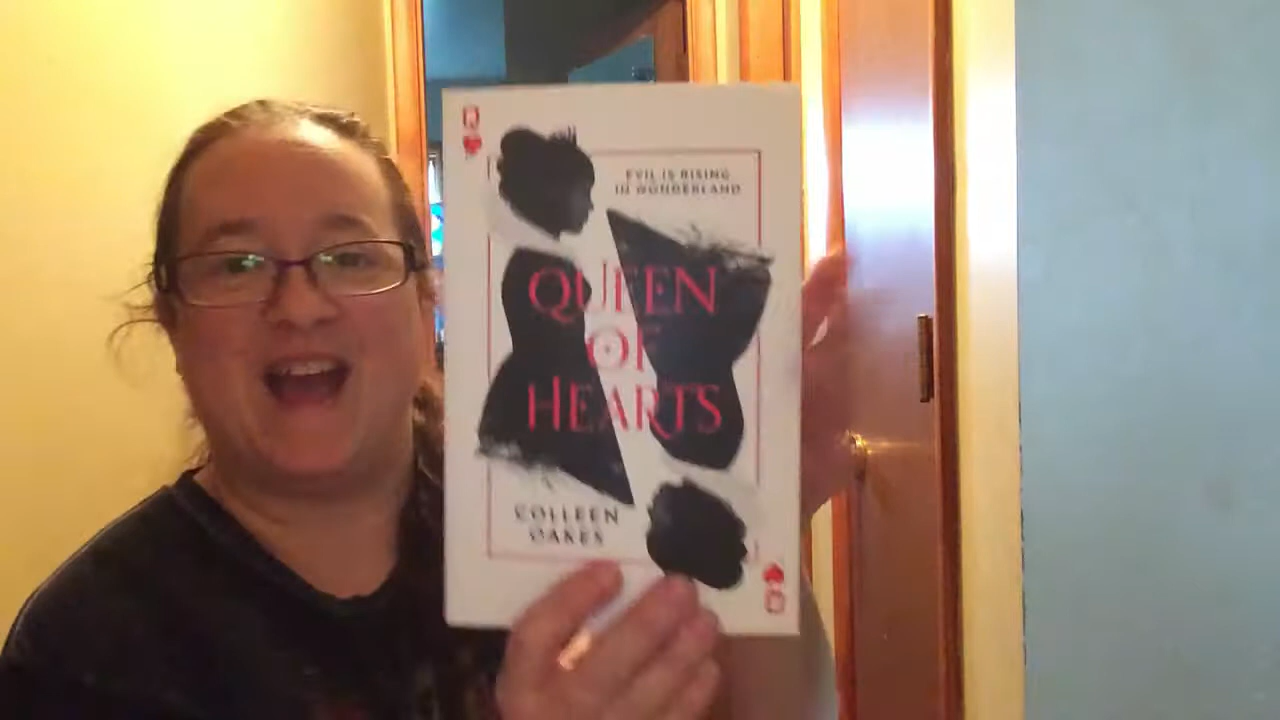 Q
EVIL IS RISING
IN WONDERLAND
QUEEN
OF
HEARTS
COLLEEN
OAKES
Q